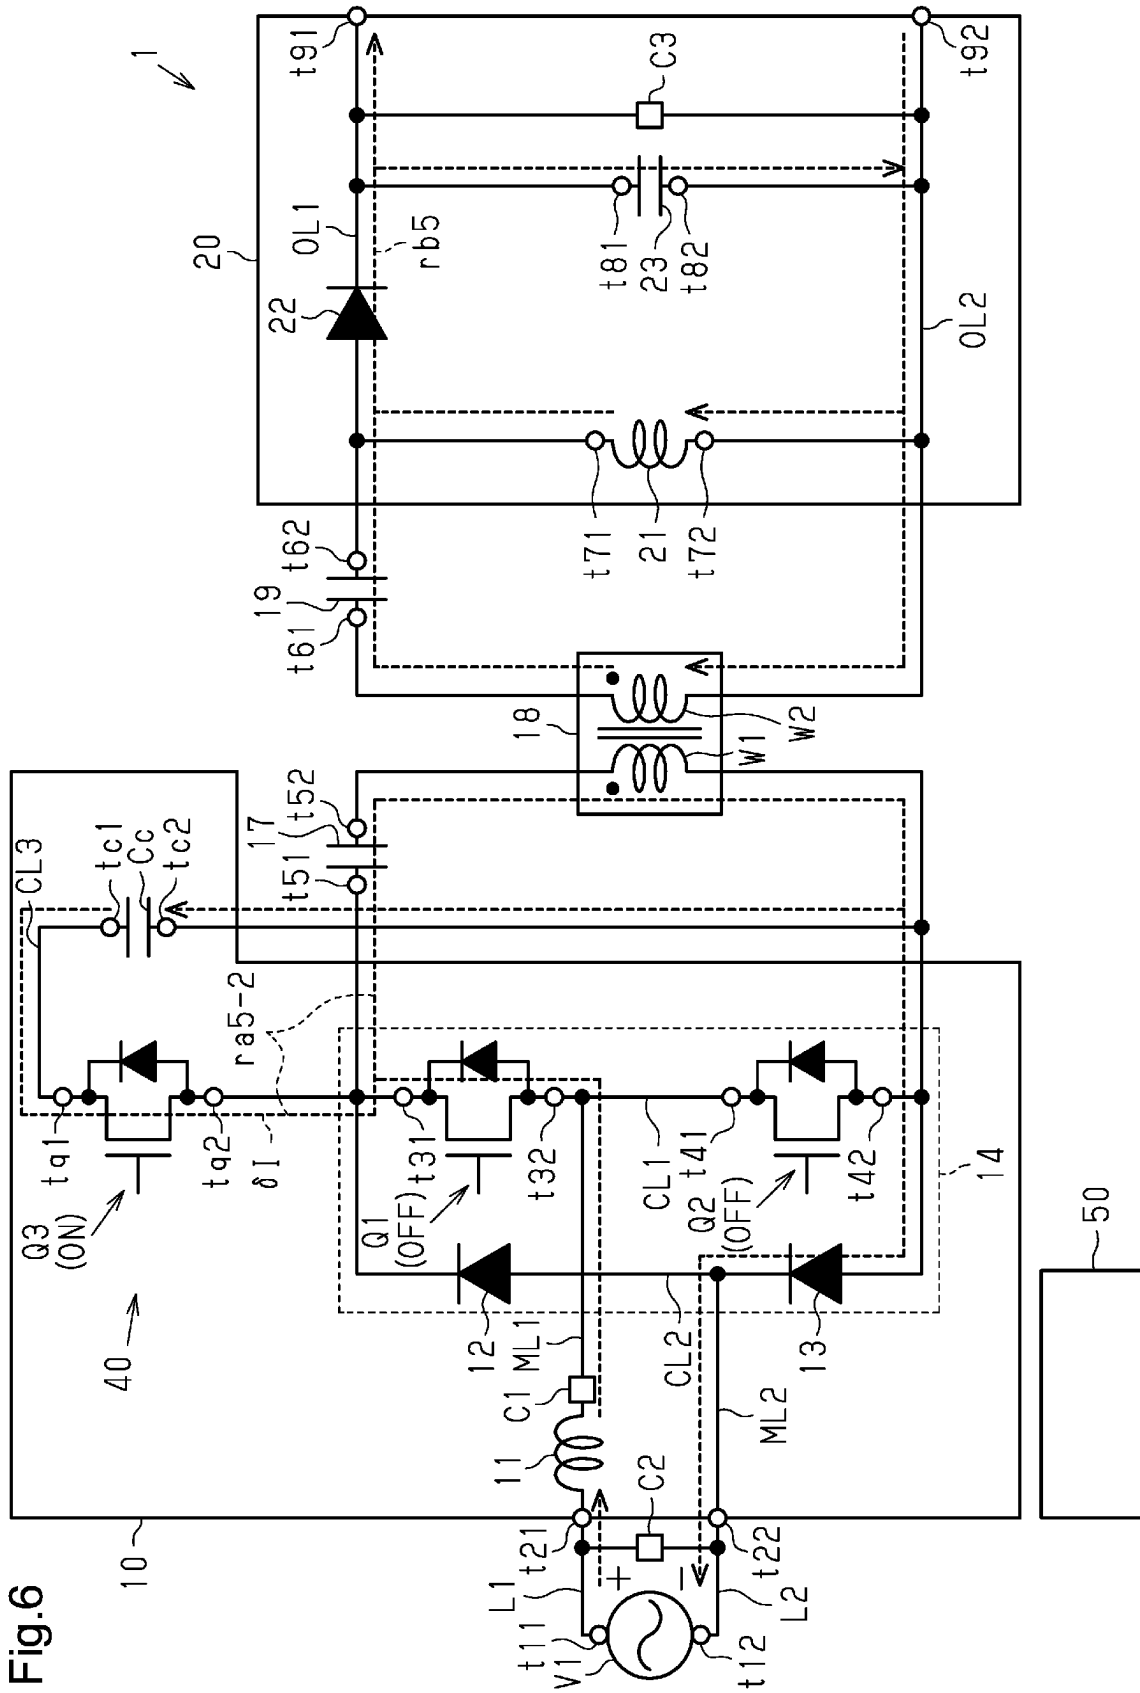 Fig.6
1
10
20
40
50
CL3
tc1
Cc
tc2
tq1
tq2
Q3
(ON)
δI
ra5-2
t51
17
t52
t61
19
t62
22
OL1
rb5
t91
C3
t81
23
t82
t71
21
t72
OL2
t92
18
W1
W2
t31
Q1
(OFF)
t32
CL1
t41
Q2
(OFF)
t42
14
12
ML1
CL2
13
C1
11
ML2
C2
t21
t22
L1
L2
+
−
t11
V1
t12